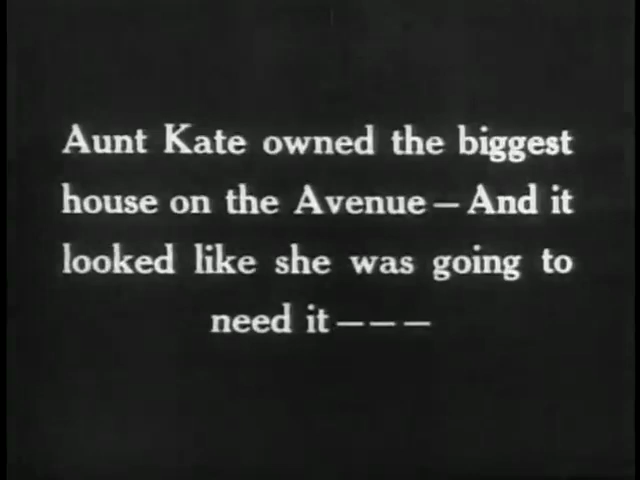 Aunt Kate owned the biggest
house on the Avenue — And it
looked like she was going to
need it — — —